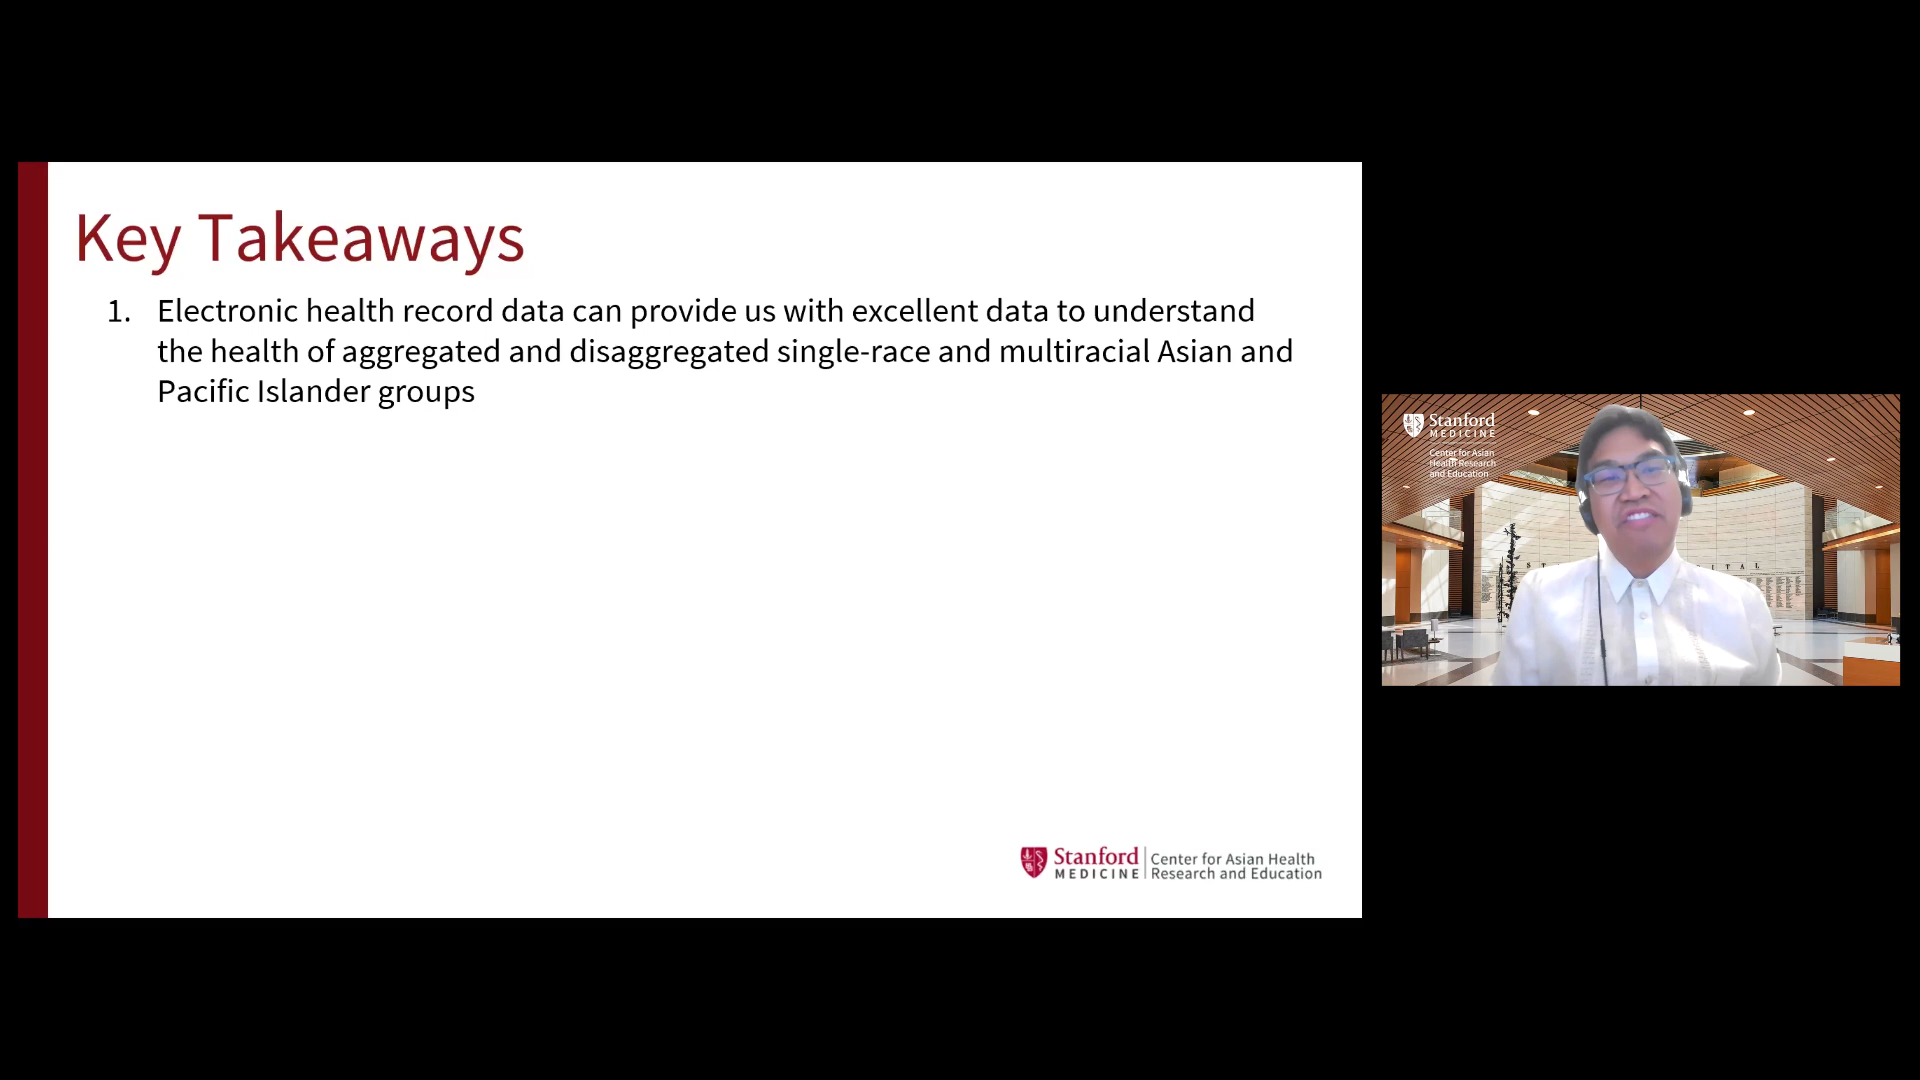 Key Takeaways
1. Electronic health record data can provide us with excellent data to understand
the health of aggregated and disaggregated single-race and multiracial Asian and
Pacific Islander groups
Stanford
MEDICINE
Center for Asian Health
Research and Education
Stanford
MEDICINE
Center for Asian
Health Research
and Education